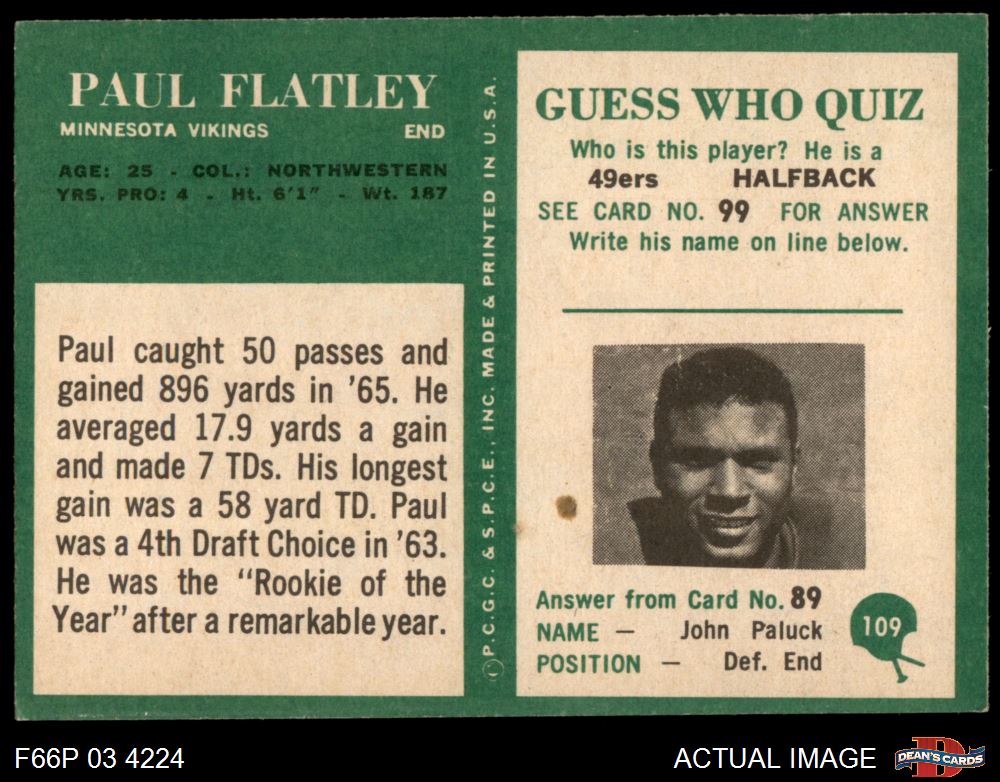 PAUL FLATLEY
MINNESOTA VIKINGS END
AGE: 25 - COL.: NORTHWESTERN
YRS. PRO: 4 - Ht. 6'1" - Wt. 187
Paul caught 50 passes and
gained 896 yards in '65. He
averaged 17.9 yards a gain
and made 7 TDs. His longest
gain was a 58 yard TD. Paul
was a 4th Draft Choice in '63.
He was the "Rookie of the
Year" after a remarkable year.
©P.C.G.C. & S.P.C.E., INC. MADE & PRINTED IN U.S.A.
GUESS WHO QUIZ
Who is this player? He is a
49ers HALFBACK
SEE CARD NO. 99 FOR ANSWER
Write his name on line below.
Answer from Card No. 89
NAME — John Paluck
POSITION — Def. End
109
F66P 03 4224
ACTUAL IMAGE
D
DEAN'S CARDS